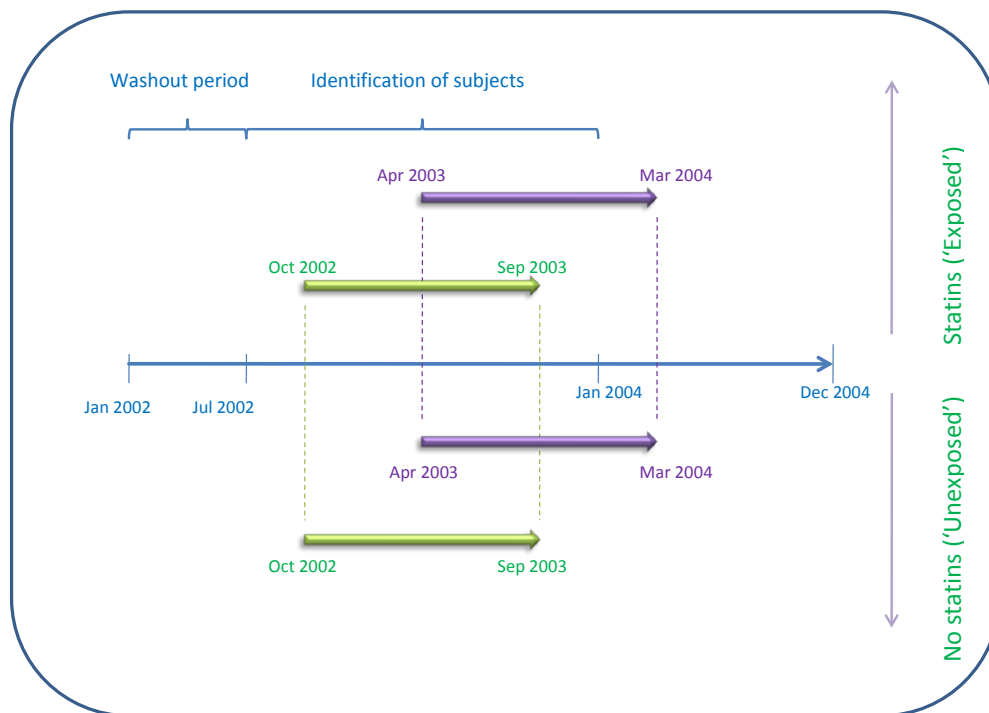 Washout period
Identification of subjects
Apr 2003
Mar 2004
Oct 2002
Sep 2003
Jan 2002
Jul 2002
Jan 2004
Dec 2004
Apr 2003
Mar 2004
Oct 2002
Sep 2003
Statins (‘Exposed’)
No statins (‘Unexposed’)